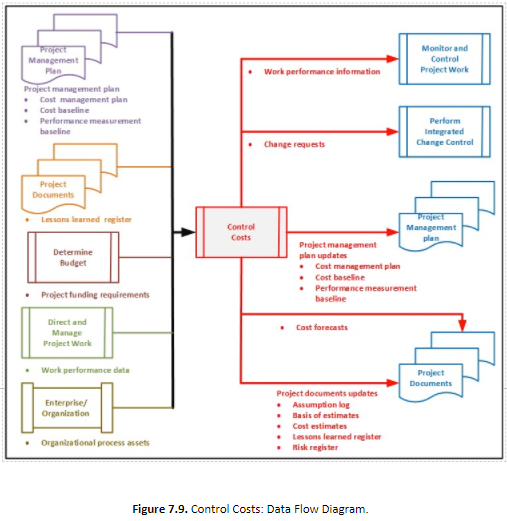 Project
Management
Plan
Project management plan
• Cost management plan
• Cost baseline
• Performance measurement
baseline
Project
Documents
• Lessons learned register
Determine
Budget
• Project funding requirements
Direct and
Manage
Project Work
• Work performance data
Enterprise/
Organization
• Organizational process assets
Control
Costs
• Work performance information
Monitor and
Control
Project Work
• Change requests
Perform
Integrated
Change Control
Project
Management
plan
Project management
plan updates
• Cost management plan
• Cost baseline
• Performance measurement
baseline
• Cost forecasts
Project
Documents
Project documents updates
• Assumption log
• Basis of estimates
• Cost estimates
• Lessons learned register
• Risk register
Figure 7.9. Control Costs: Data Flow Diagram.